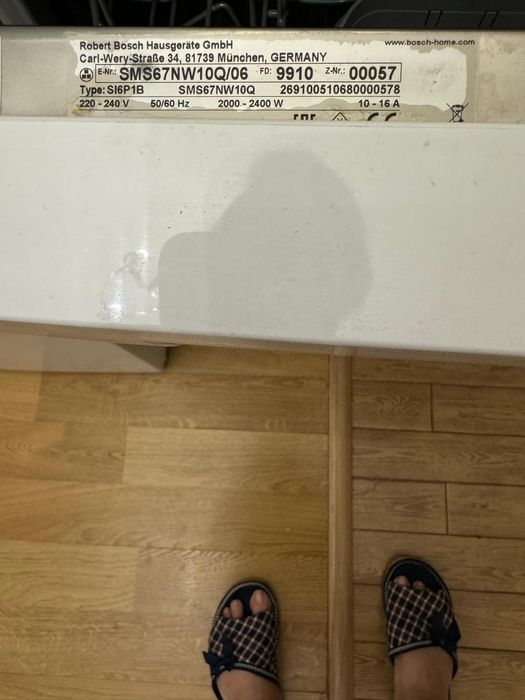 Robert Bosch Hausgeräte GmbH www.bosch-home.com
Carl-Wery-Straße 34, 81739 München, GERMANY
E-Nr.: SMS67NW10Q/06 FD: 9910 Z-Nr.: 00057
Type: SI6P1B SMS67NW10Q 269100510680000578
220 - 240 V 50/60 Hz 2000 - 2400 W 10 - 16 A